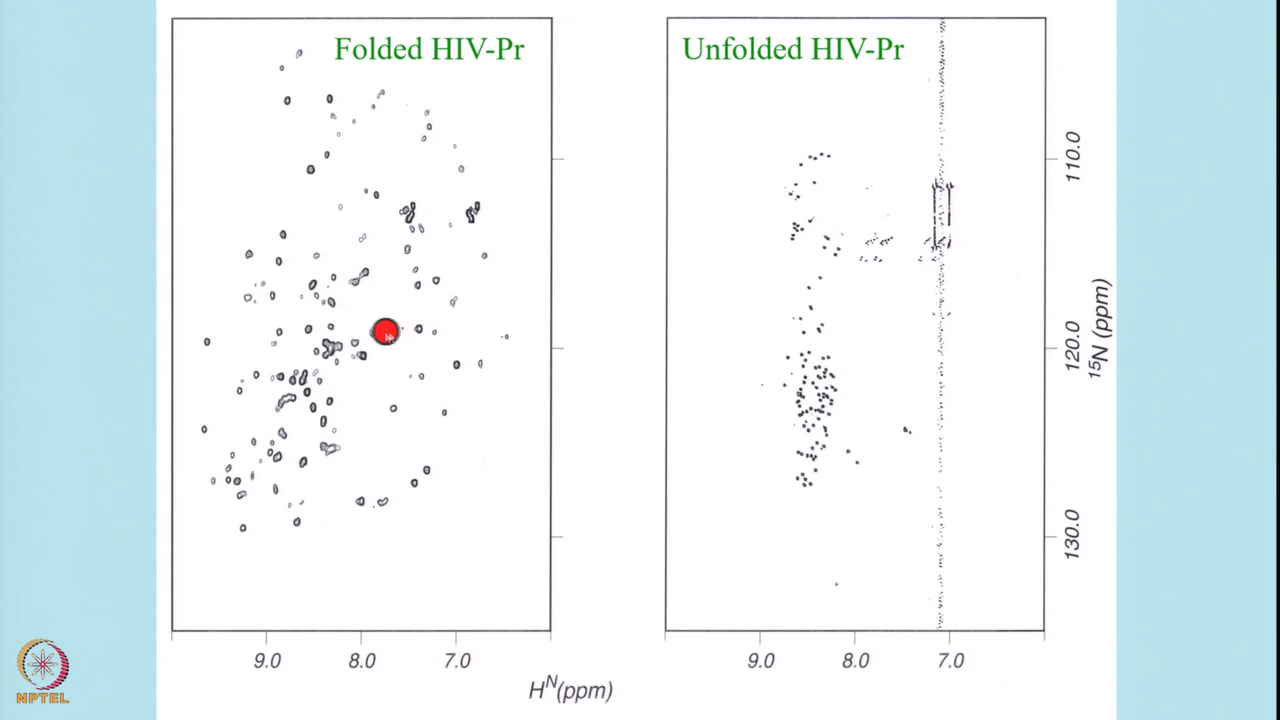 Folded HIV-Pr
Unfolded HIV-Pr
110.0
120.0
130.0
15N (ppm)
9.0 8.0 7.0
9.0 8.0 7.0
HN(ppm)
NPTEL